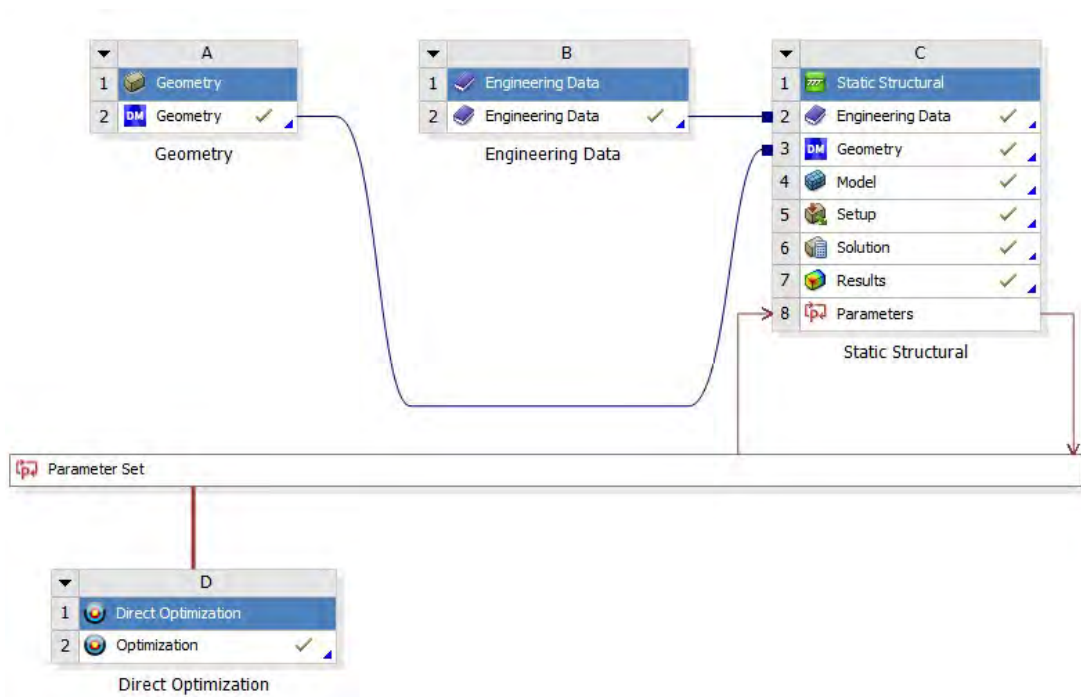 A
1 Geometry
2 DM Geometry
Geometry
B
1 Engineering Data
2 Engineering Data
Engineering Data
C
1 Static Structural
2 Engineering Data
3 DM Geometry
4 Model
5 Setup
6 Solution
7 Results
8 Parameters
Static Structural
Parameter Set
D
1 Direct Optimization
2 Optimization
Direct Optimization